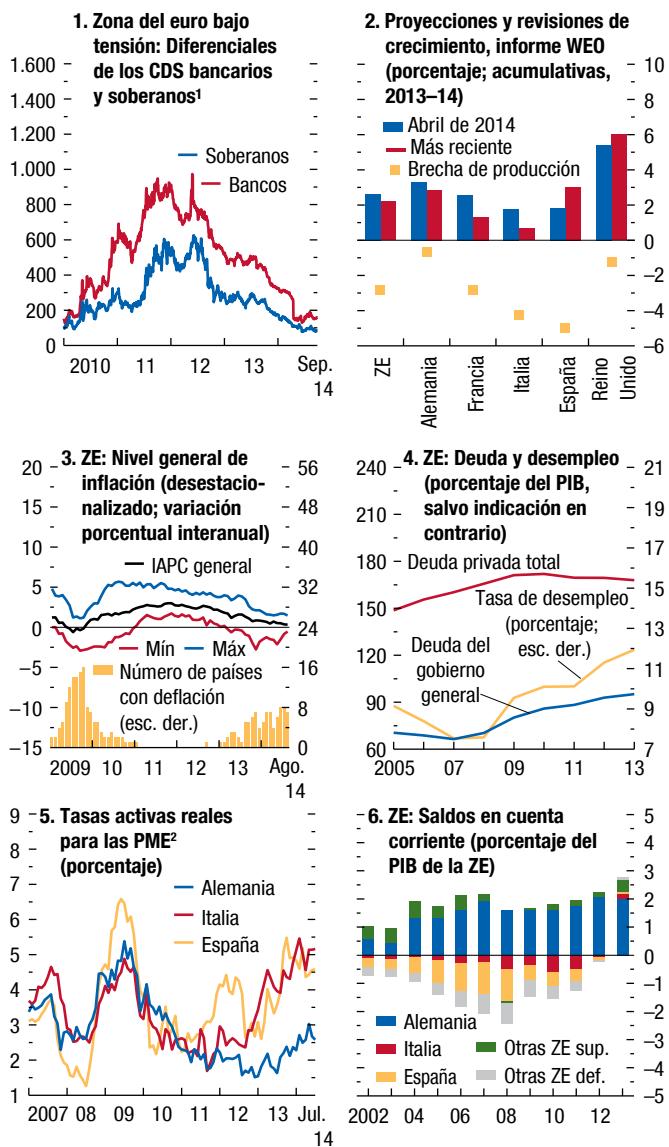 1. Zona del euro bajo
tensión: Diferenciales
de los CDS bancarios
y soberanos¹
1.600
1.400
1.200
1.000
800
600
400
200
0
Soberanos
Bancos
2010
11
12
13
Sep.
14
2. Proyecciones y revisiones de
crecimiento, informe WEO
(porcentaje; acumulativas,
2013–14)
10
8
6
4
2
0
−2
−4
−6
Abril de 2014
Más reciente
Brecha de producción
ZE
Alemania
Francia
Italia
España
Reino
Unido
3. ZE: Nivel general de
inflación (desestacio-
nalizado; variación
porcentual interanual)
20
15
10
5
0
−5
−10
−15
56
48
40
32
24
16
8
0
IAPC general
Mín
Máx
Número de países
con deflación
(esc. der.)
2009
10
11
12
13
Ago.
14
4. ZE: Deuda y desempleo
(porcentaje del PIB,
salvo indicación en
contrario)
240
210
180
150
120
90
60
21
19
17
15
13
11
9
7
Deuda privada total
Tasa de desempleo
(porcentaje;
esc. der.)
Deuda del
gobierno
general
2005
07
09
11
13
5. Tasas activas reales
para las PME²
(porcentaje)
9
8
7
6
5
4
3
2
1
Alemania
Italia
España
2007
08
09
10
11
12
13
Jul.
14
6. ZE: Saldos en cuenta
corriente (porcentaje del
PIB de la ZE)
5
4
3
2
1
0
−1
−2
−3
−4
−5
Alemania
Italia
España
Otras ZE sup.
Otras ZE def.
2002
04
06
08
10
12